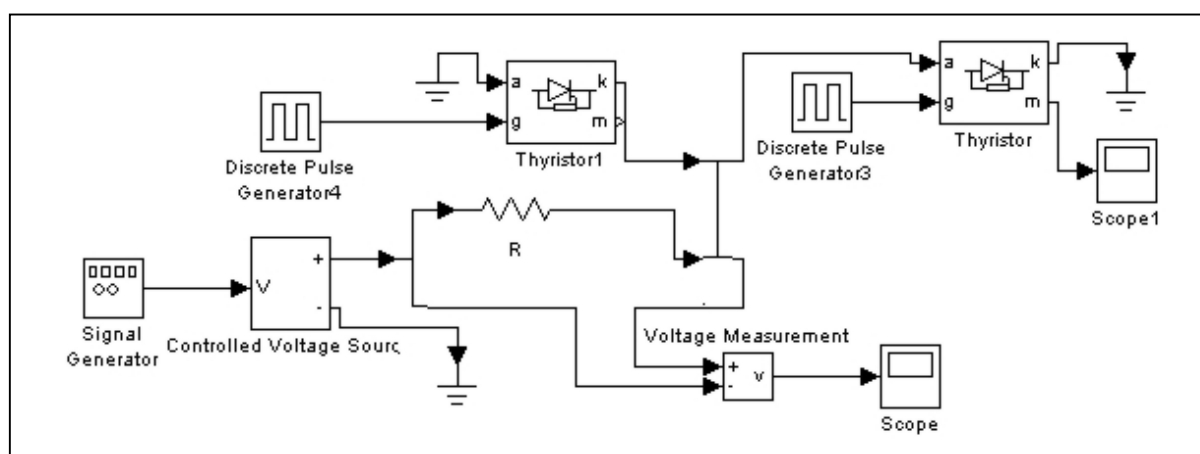 a
k
g
m
Thyristor1
Discrete Pulse
Generator4
a
k
g
m
Thyristor
Discrete Pulse
Generator3
Scope1
R
V
+
-
Signal
Generator
Controlled Voltage Sourc
Voltage Measurement
+
-
v
Scope